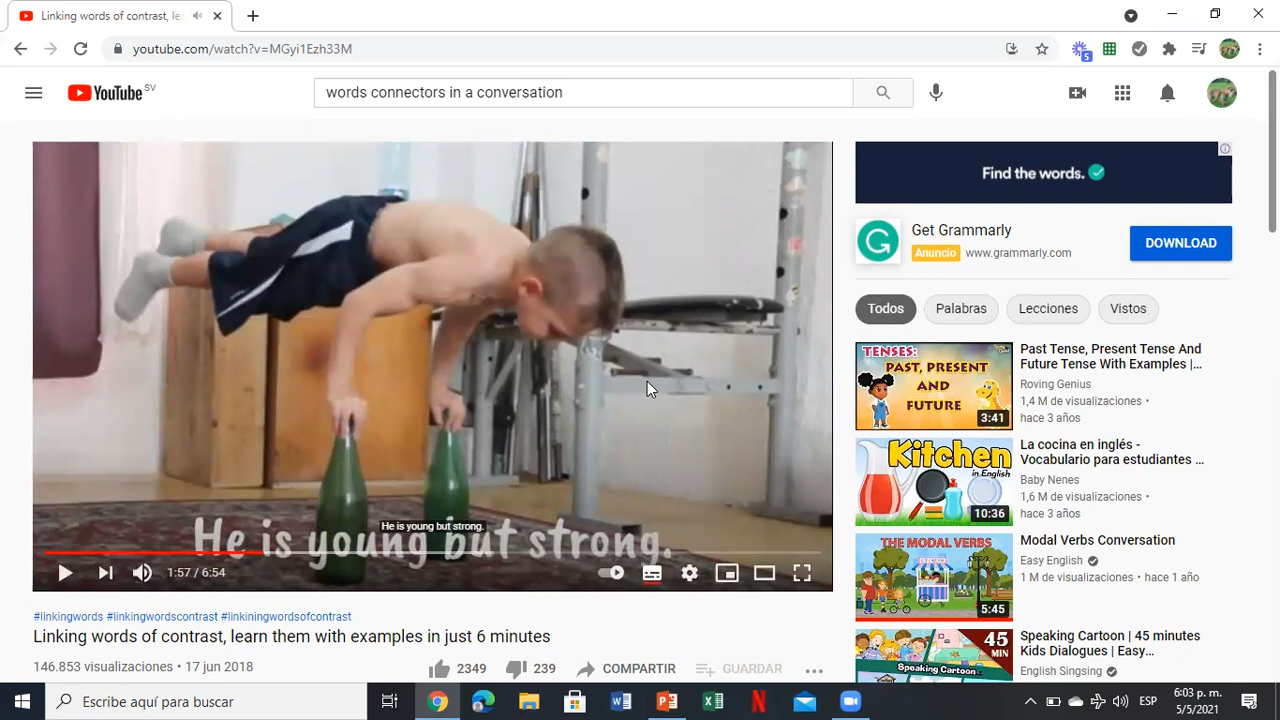 Linking words of contrast, le
youtube.com/watch?v=MGyi1Ezh33M
5
YouTube SV
words connectors in a conversation
He is young but strong.
He is young but strong.
1:57 / 6:54
#linkingwords #linkingwordscontrast #linkiningwordsofcontrast
Linking words of contrast, learn them with examples in just 6 minutes
146.853 visualizaciones • 17 jun 2018
2349
239
COMPARTIR
GUARDAR
Find the words.
Get Grammarly
Anuncio www.grammarly.com
DOWNLOAD
Todos
Palabras
Lecciones
Vistos
TENSES:
PAST, PRESENT
AND
FUTURE
3:41
Past Tense, Present Tense And
Future Tense With Examples |...
Roving Genius
1,4 M de visualizaciones •
hace 3 años
Kitchen
in English
10:36
La cocina en inglés -
Vocabulario para estudiantes ...
Baby Nenes
1,6 M de visualizaciones •
hace 3 años
THE MODAL VERBS
5:45
Modal Verbs Conversation
Easy English
1 M de visualizaciones • hace 1 año
45
MIN
Speaking Cartoon
Speaking Cartoon | 45 minutes
Kids Dialogues | Easy...
English Singsing
Escribe aquí para buscar
ESP
6:03 p. m.
5/5/2021